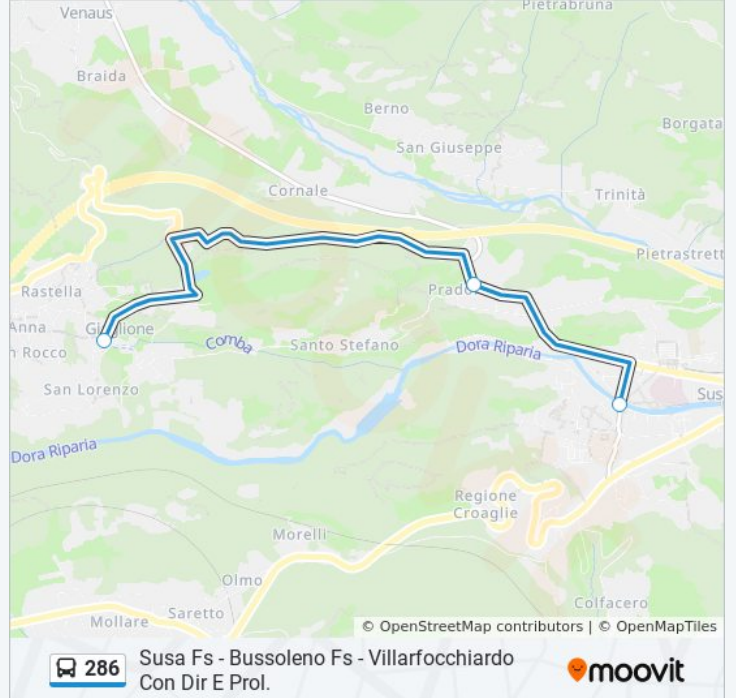 Pietrabruna
Venaus
Braida
Berno
Borgata
San Giuseppe
Cornale
Trinità
Pietrastrett
Rastella
Prado
Anna
Giaglione
Comba
Santo Stefano
Dora Riparia
n Rocco
San Lorenzo
Sus
Dora Riparia
Regione
Croaglie
Morelli
Olmo
Colfacero
Saretto
Mollare
© OpenStreetMap contributors | © OpenMapTiles
286
Susa Fs - Bussoleno Fs - Villarfocchiardo
Con Dir E Prol.
moovit